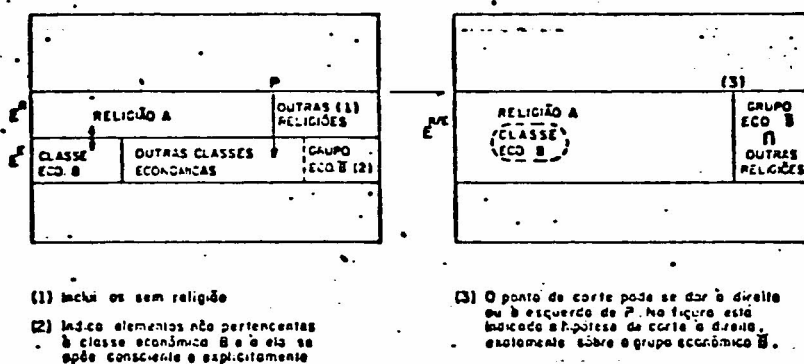 P
E^R
RELIGIÃO A
OUTRAS (1)
RELIGIÕES
E^E
CLASSE
ECO. B
OUTRAS CLASSES
ECONOMICAS
GRUPO
ECO. B̅ (2)
(3)
E^R/E
RELIGIÃO A
CLASSE
ECO. B
GRUPO
ECO B̅
∩
OUTRAS
RELIGIÕES
(1) Inclui os sem religião
(2) Indica elementos não pertencentes
à classe econômica B e a ela se
opõe consciente e explicitamente
(3) O ponto de corte pode se dar à direita
ou à esquerda de P. Na figura está
indicado a hipótese de corte à direita,
exatamente sôbre o grupo econômico B̅.